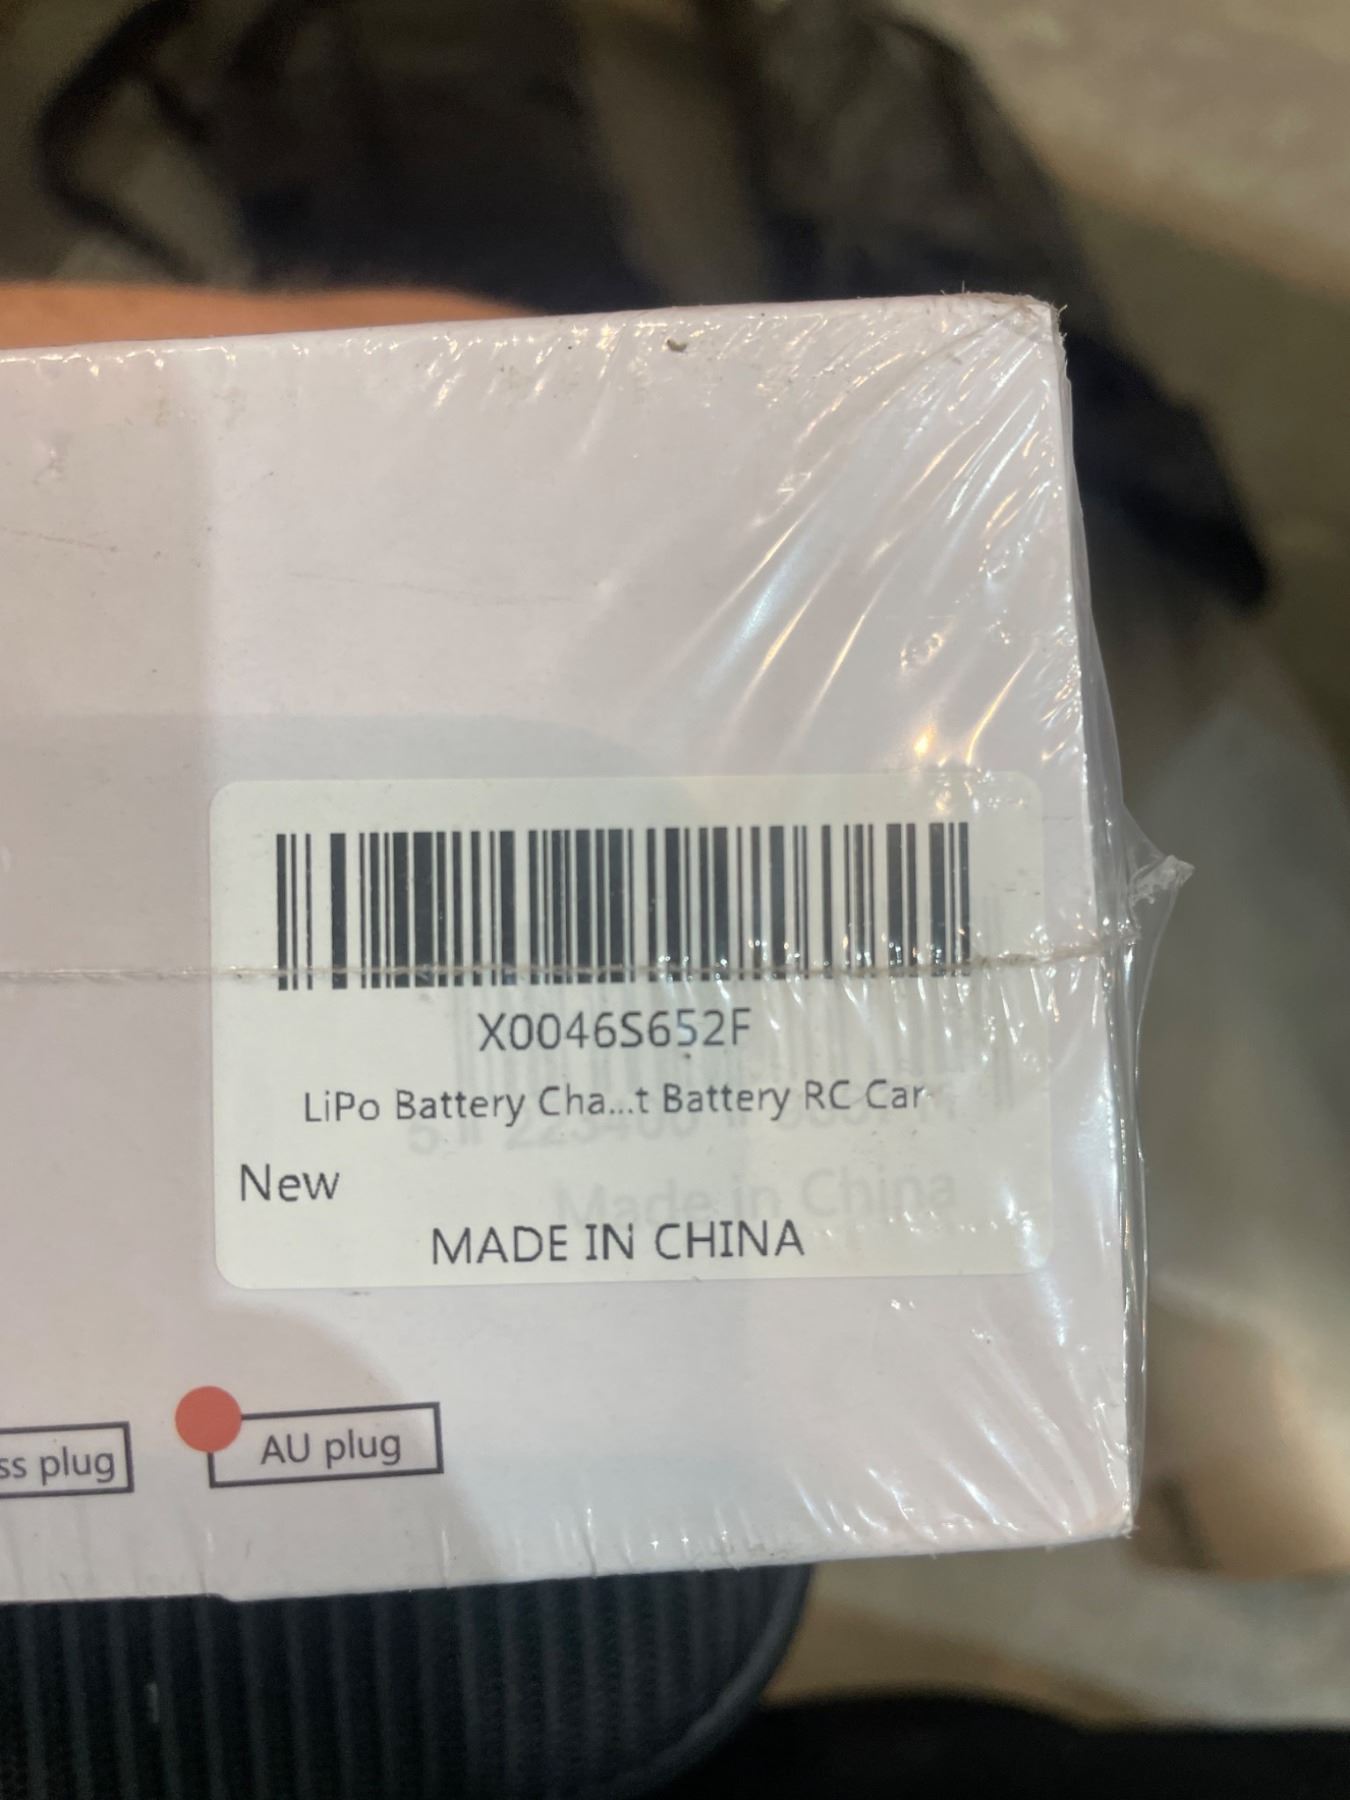 X0046S652F
LiPo Battery Cha...t Battery RC Car
New
Made in China
MADE IN CHINA
ss plug
AU plug